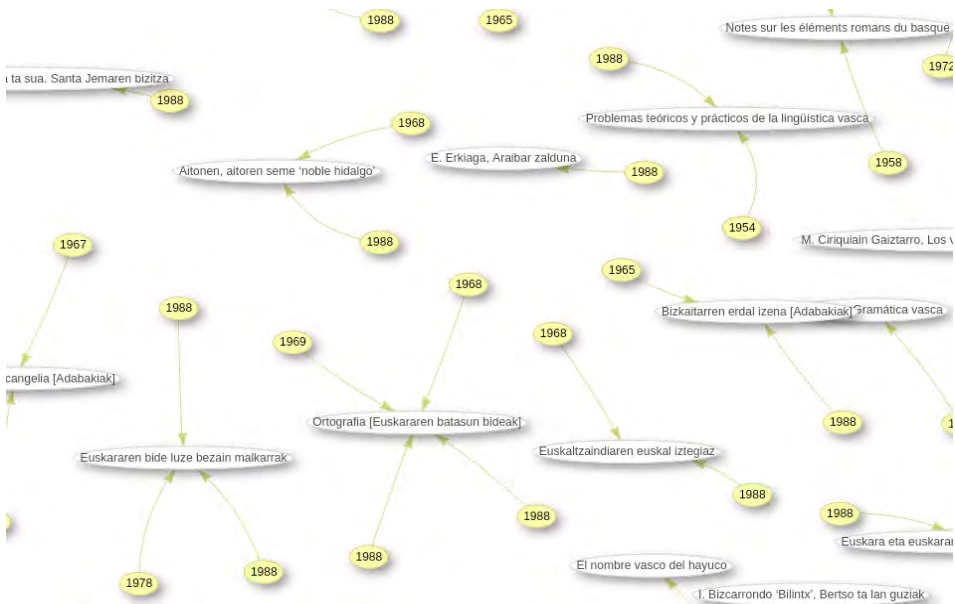 1988
1965
Notes sur les éléments romans du basque
1988
1972
a ta sua. Santa Jemaren bizitza
1988
1968
Problemas teóricos y prácticos de la lingüística vasca
E. Erkiaga, Araibar zalduna
1958
Aitonen, aitoren seme ‘noble hidalgo’
1988
1954
1967
1988
M. Ciriquiain Gaiztarro, Los v
1965
1968
1988
Bizkaitarren erdal izena [Adabakiak]
Gramática vasca
1969
1968
cangelia [Adabakiak]
Ortografia [Euskararen batasun bideak]
1988
Euskaltzaindiaren euskal iztegiaz
Euskararen bide luze bezain malkarrak
1988
1988
1988
Euskara eta euskarar
1988
1988
1978
El nombre vasco del hayuco
I. Bizcarrondo ‘Bilintx’, Bertso ta lan guziak